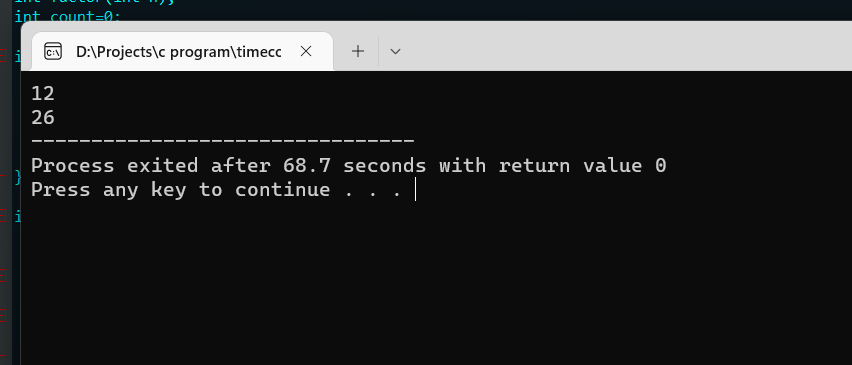 int count=0;
D:\Projects\c program\timecc
12
26
---------------------------------
Process exited after 68.7 seconds with return value 0
Press any key to continue . . .
}
i